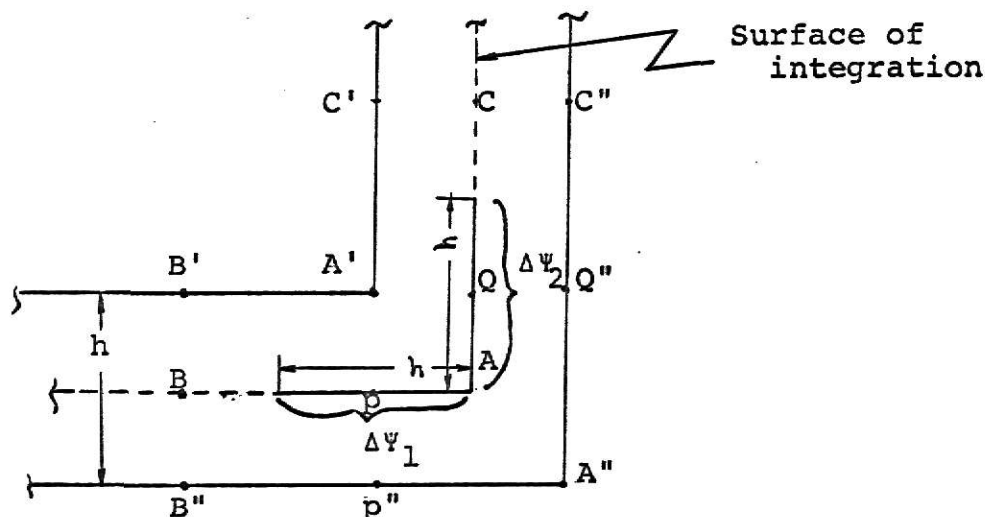 Surface of
integration
C' C C"
h
B' A' Q ΔΨ2 Q"
h
h A
B p
ΔΨ1
A"
B" p"